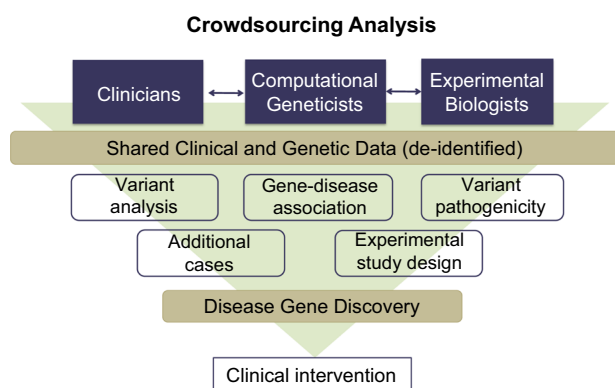 Crowdsourcing Analysis
Clinicians
Computational
Geneticists
Experimental
Biologists
Shared Clinical and Genetic Data (de-identified)
Variant
analysis
Gene-disease
association
Variant
pathogenicity
Additional
cases
Experimental
study design
Disease Gene Discovery
Clinical intervention